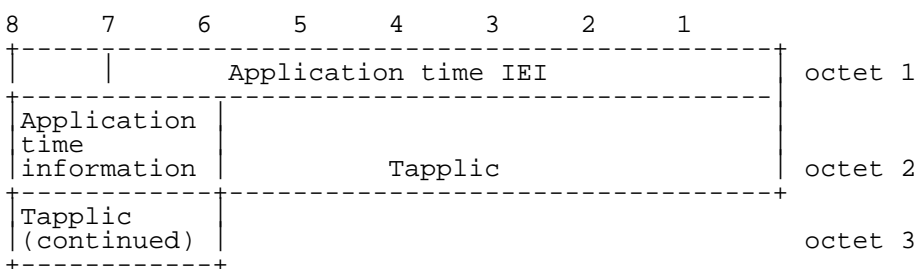 8 7 6 5 4 3 2 1
Application time IEI octet 1
Application
time
information Tapplic octet 2
Tapplic
(continued) octet 3